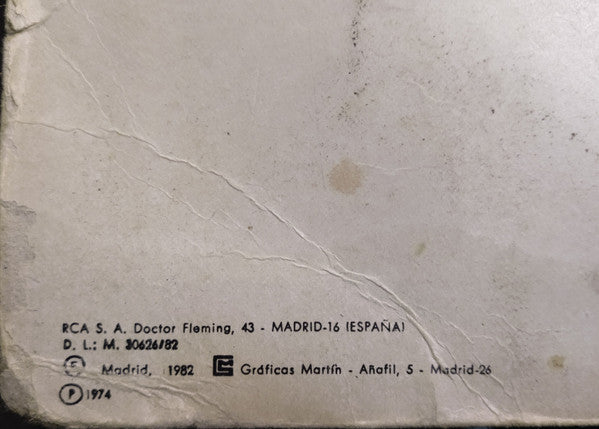 RCA S. A. Doctor Fleming, 43 - MADRID-16 (ESPAÑA)
D. L.: M. 30626/82
Madrid, 1982 Gráficas Martín - Añafil, 5 - Madrid-26
Ⓟ 1974